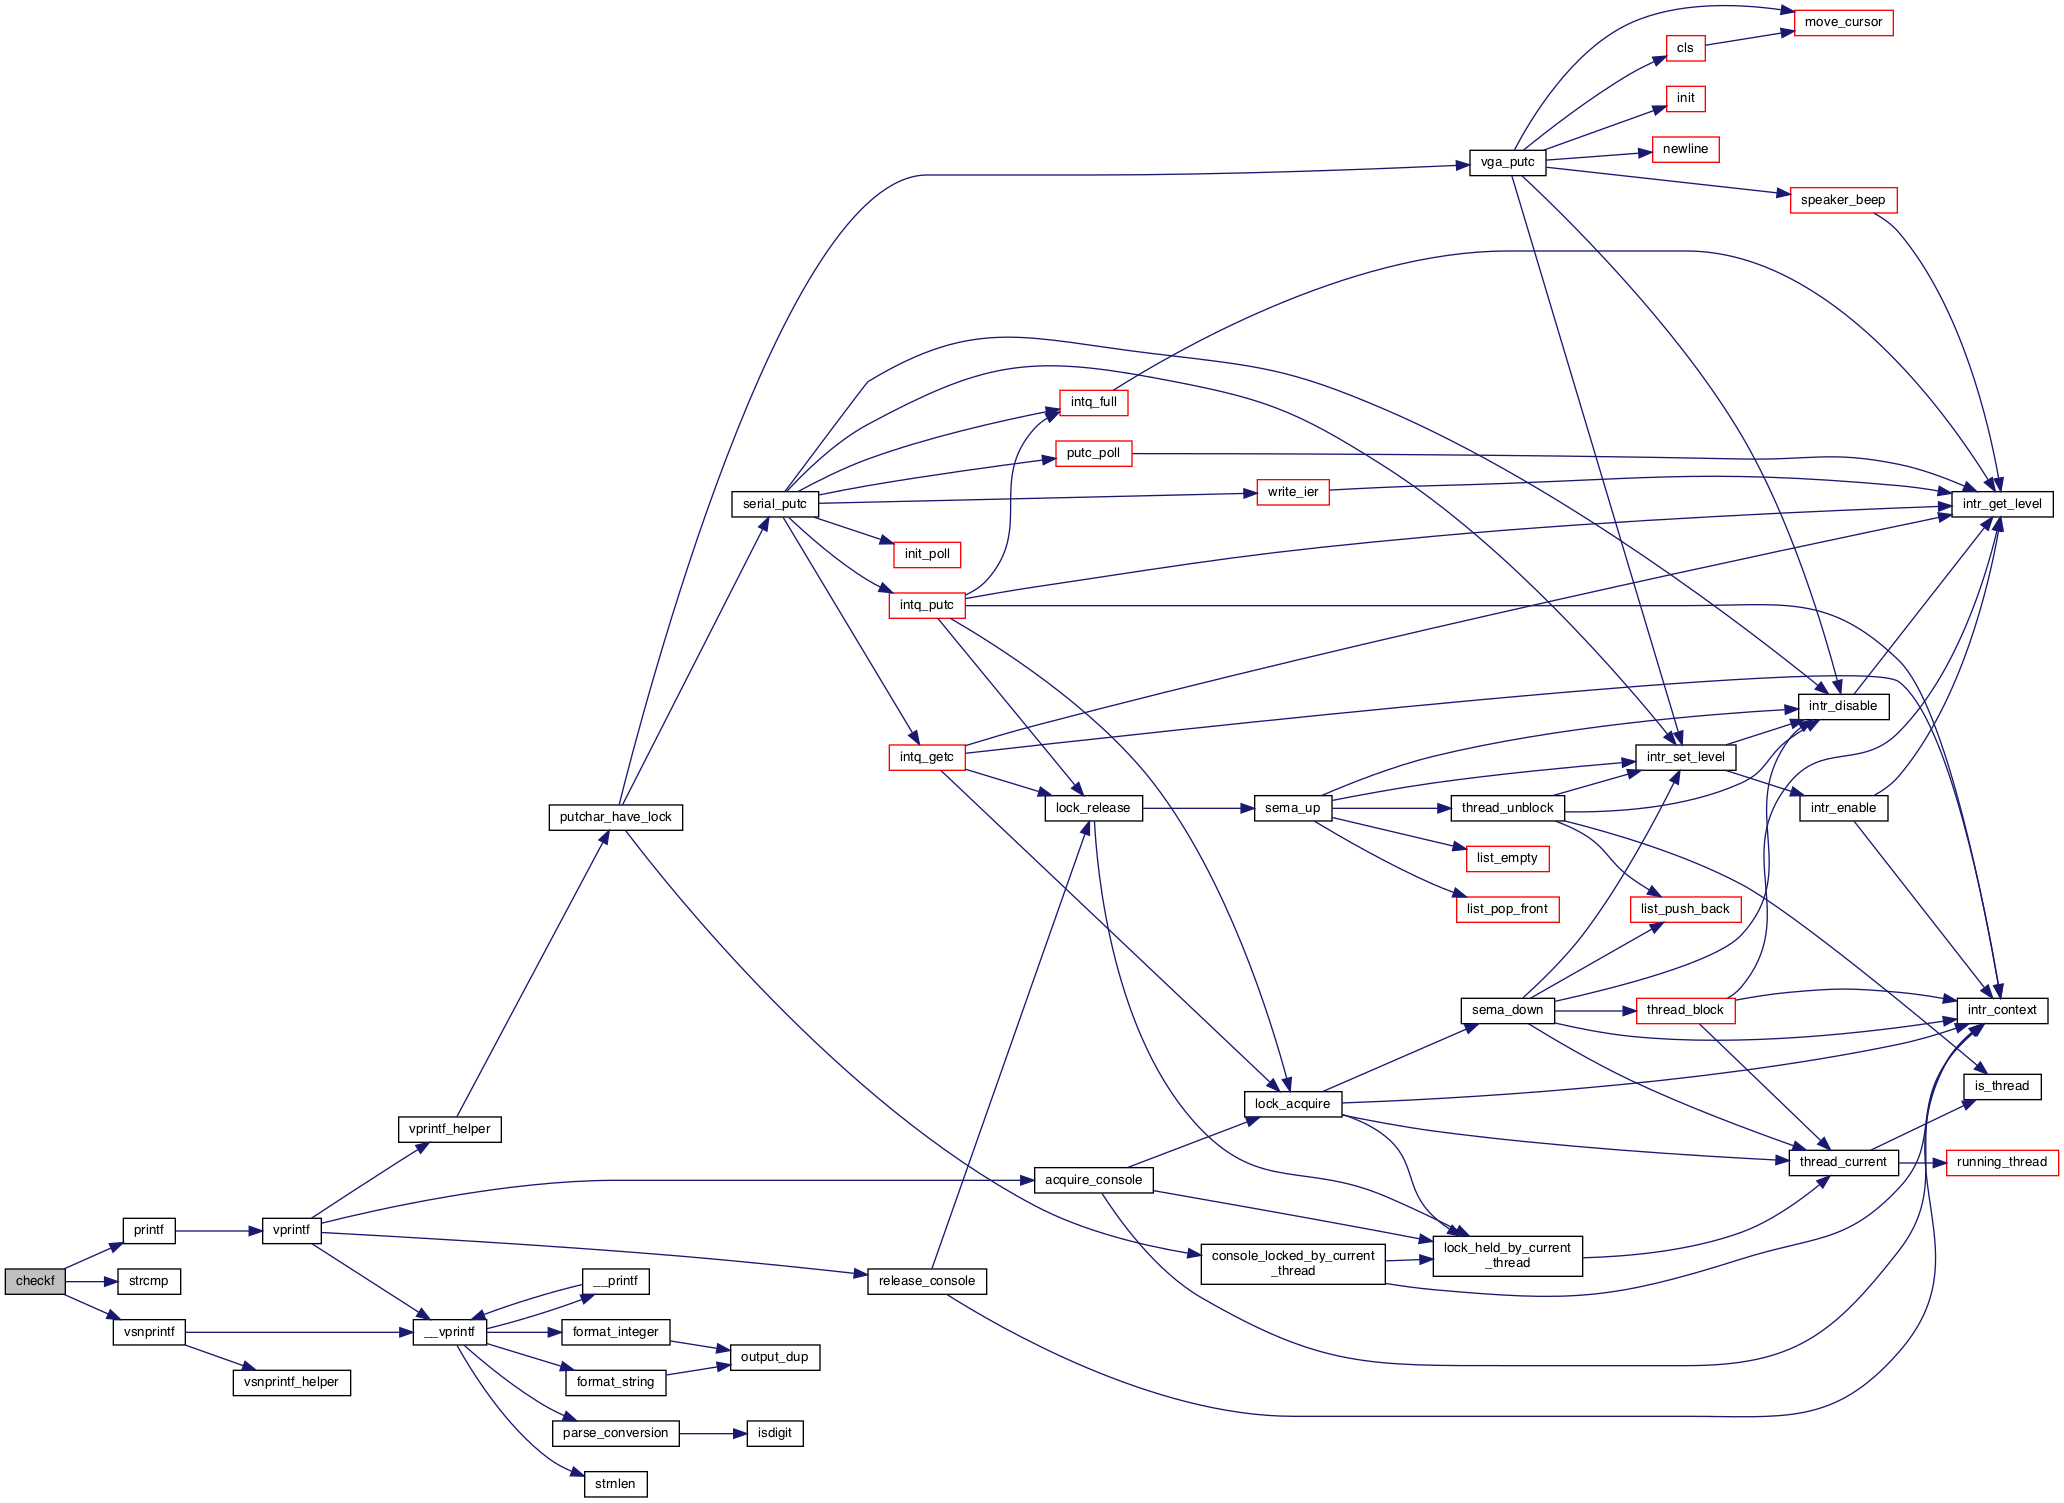 move_cursor
cls
init
newline
vga_putc
speaker_beep
intq_full
putc_poll
write_ier
serial_putc
intr_get_level
init_poll
intq_putc
intr_disable
intq_getc
intr_set_level
putchar_have_lock
lock_release
sema_up
thread_unblock
intr_enable
list_empty
list_pop_front
list_push_back
sema_down
thread_block
intr_context
is_thread
lock_acquire
vprintf_helper
thread_current
running_thread
acquire_console
printf
vprintf
console_locked_by_current
_thread
lock_held_by_current
_thread
checkf
strcmp
__printf
release_console
vsnprintf
__vprintf
format_integer
output_dup
vsnprintf_helper
format_string
parse_conversion
isdigit
strnlen